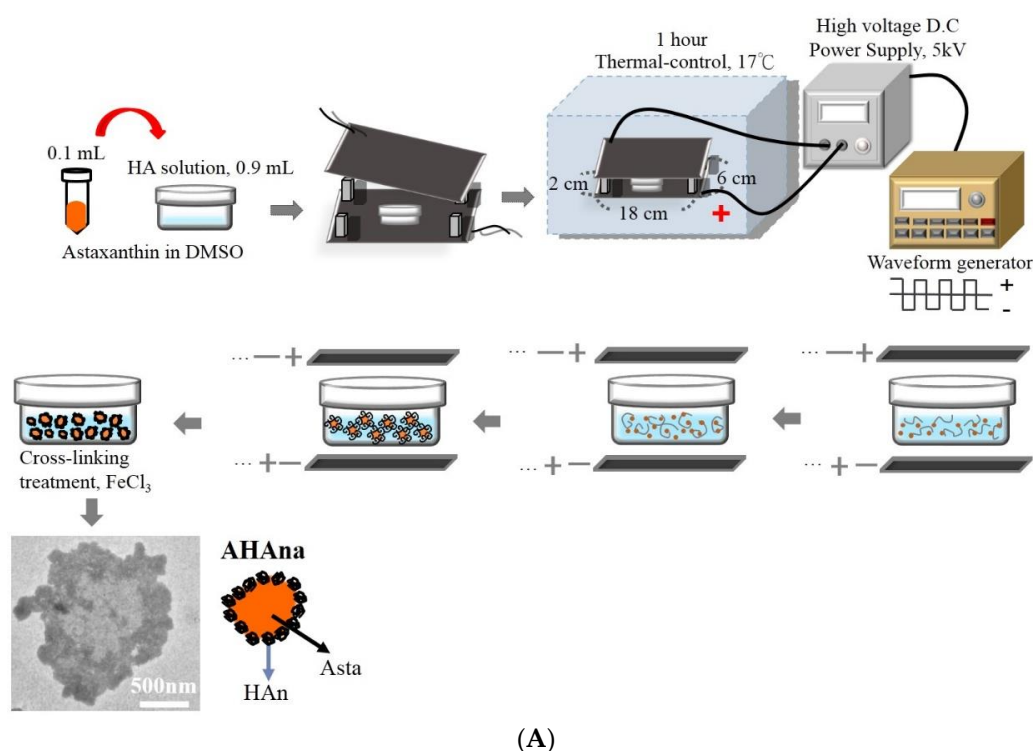 High voltage D.C
Power Supply, 5kV
1 hour
Thermal-control, 17℃
0.1 mL
HA solution, 0.9 mL
2 cm
6 cm
18 cm
+
Astaxanthin in DMSO
Waveform generator
+
-
... — +
... — +
... — +
... + —
... + —
... + —
Cross-linking
treatment, FeCl₃
AHAna
Asta
HAn
500nm
(A)